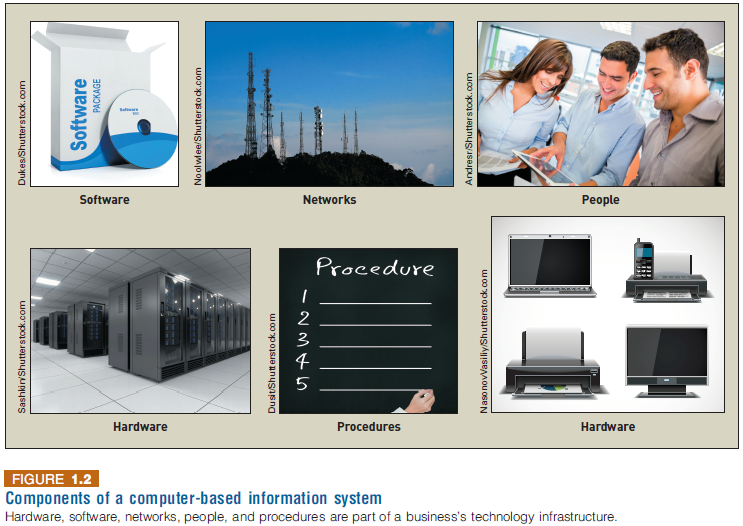 Dukes/Shutterstock.com
Software
PACKAGE
Software
Software
Noolwlee/Shutterstock.com
Networks
Andresr/Shutterstock.com
People
Sashkin/Shutterstock.com
Hardware
Dusit/Shutterstock.com
Procedure
1
2
3
4
5
Procedures
NasonovVasiliy/Shutterstock.com
Hardware
FIGURE 1.2
Components of a computer-based information system
Hardware, software, networks, people, and procedures are part of a business's technology infrastructure.